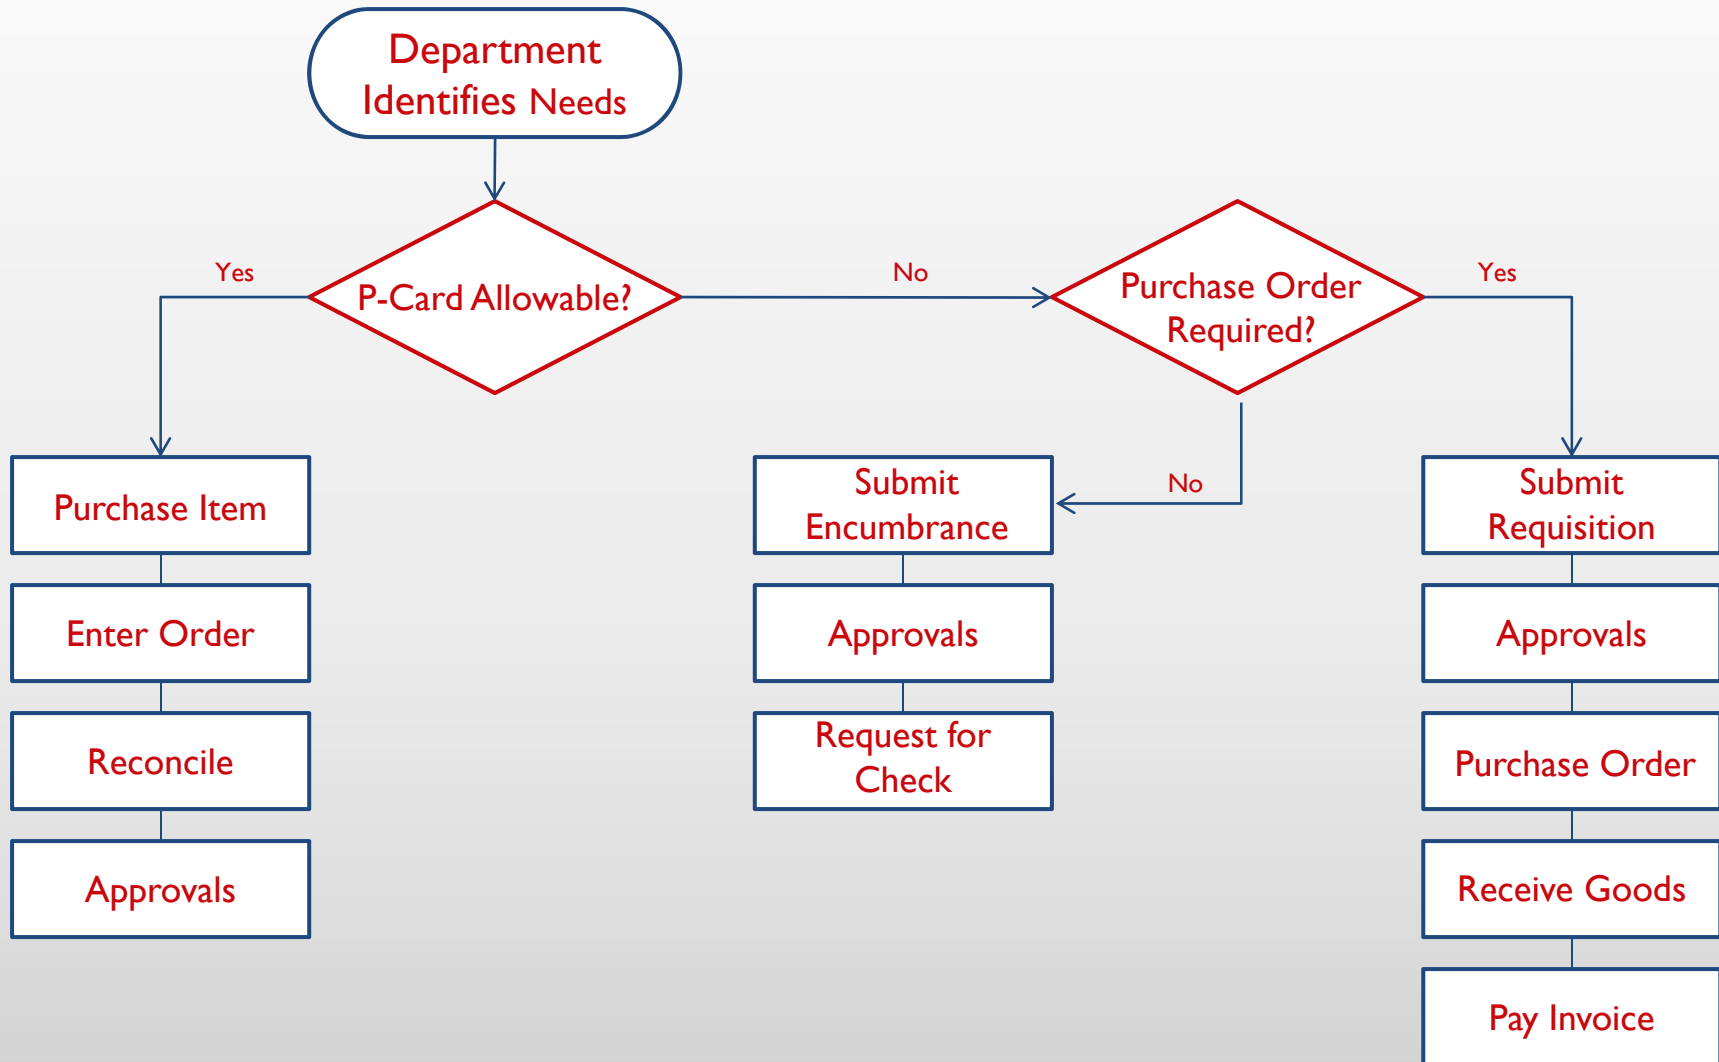 Department
Identifies Needs
Yes
P-Card Allowable?
No
Purchase Order
Required?
Yes
Purchase Item
Enter Order
Reconcile
Approvals
No
Submit
Encumbrance
Approvals
Request for
Check
Submit
Requisition
Approvals
Purchase Order
Receive Goods
Pay Invoice